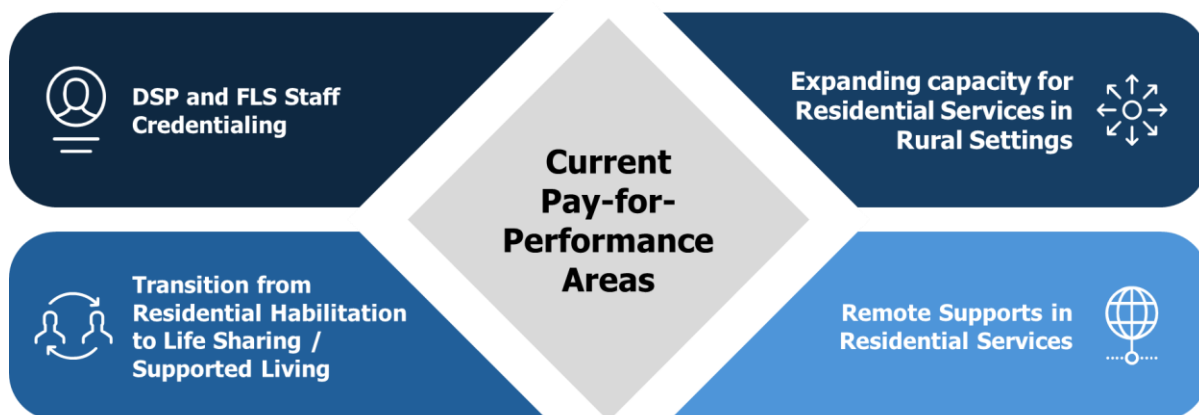 DSP and FLS Staff
Credentialing
Expanding capacity for
Residential Services in
Rural Settings
Current
Pay-for-
Performance
Areas
Transition from
Residential Habilitation
to Life Sharing /
Supported Living
Remote Supports in
Residential Services